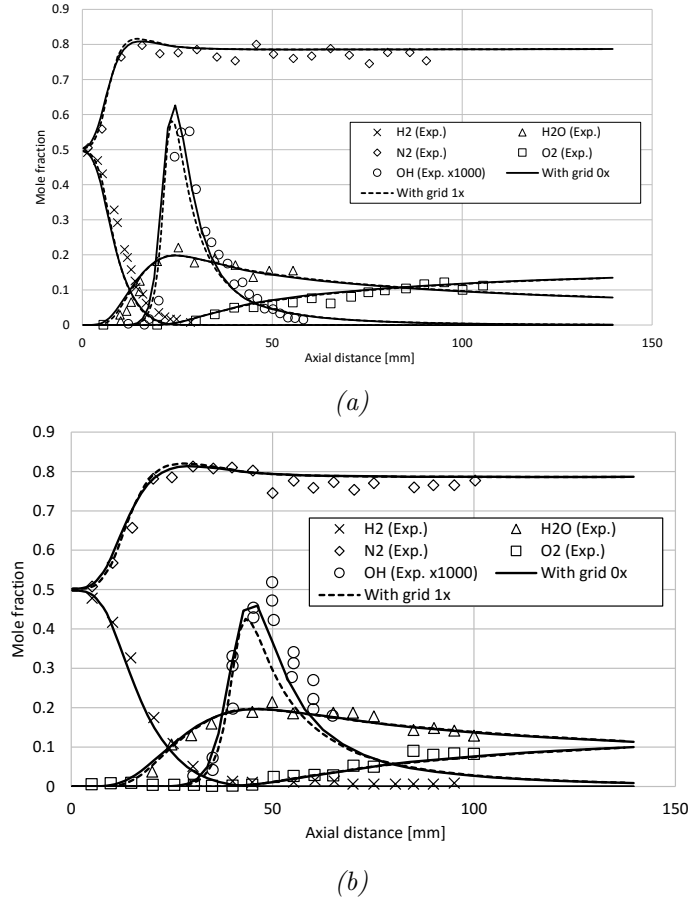 0.9
0.8
0.7
0.6
0.5
0.4
0.3
0.2
0.1
0
Mole fraction
H2 (Exp.) H2O (Exp.)
N2 (Exp.) O2 (Exp.)
OH (Exp. x1000) With grid 0x
With grid 1x
0 50 100 150
Axial distance [mm]
(a)
0.9
0.8
0.7
0.6
0.5
0.4
0.3
0.2
0.1
0
Mole fraction
H2 (Exp.) H2O (Exp.)
N2 (Exp.) O2 (Exp.)
OH (Exp. x1000) With grid 0x
With grid 1x
0 50 100 150
Axial distance [mm]
(b)